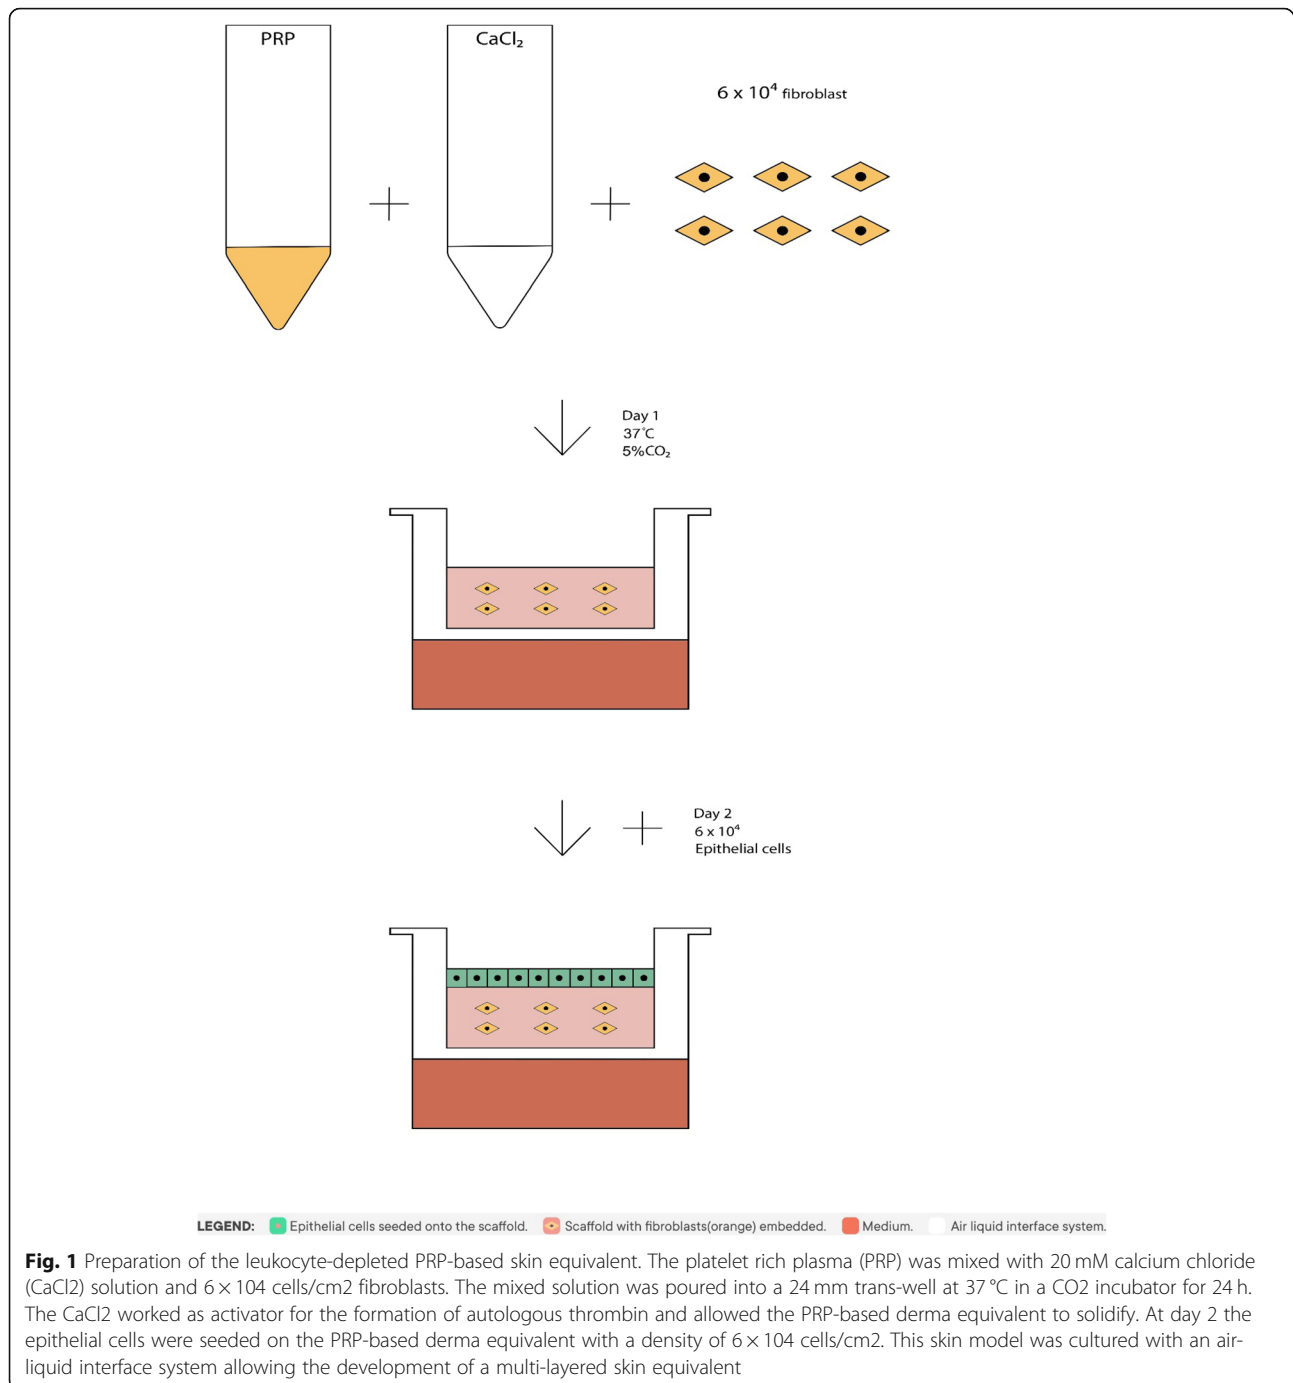 PRP
CaCl₂
6 x 10⁴ fibroblast
Day 1
37°C
5%CO₂
Day 2
6 x 10⁴
Epithelial cells
LEGEND: Epithelial cells seeded onto the scaffold. Scaffold with fibroblasts(orange) embedded. Medium. Air liquid interface system.
Fig. 1 Preparation of the leukocyte-depleted PRP-based skin equivalent. The platelet rich plasma (PRP) was mixed with 20 mM calcium chloride
(CaCl2) solution and 6 × 104 cells/cm2 fibroblasts. The mixed solution was poured into a 24 mm trans-well at 37 °C in a CO2 incubator for 24 h.
The CaCl2 worked as activator for the formation of autologous thrombin and allowed the PRP-based derma equivalent to solidify. At day 2 the
epithelial cells were seeded on the PRP-based derma equivalent with a density of 6 × 104 cells/cm2. This skin model was cultured with an air-
liquid interface system allowing the development of a multi-layered skin equivalent